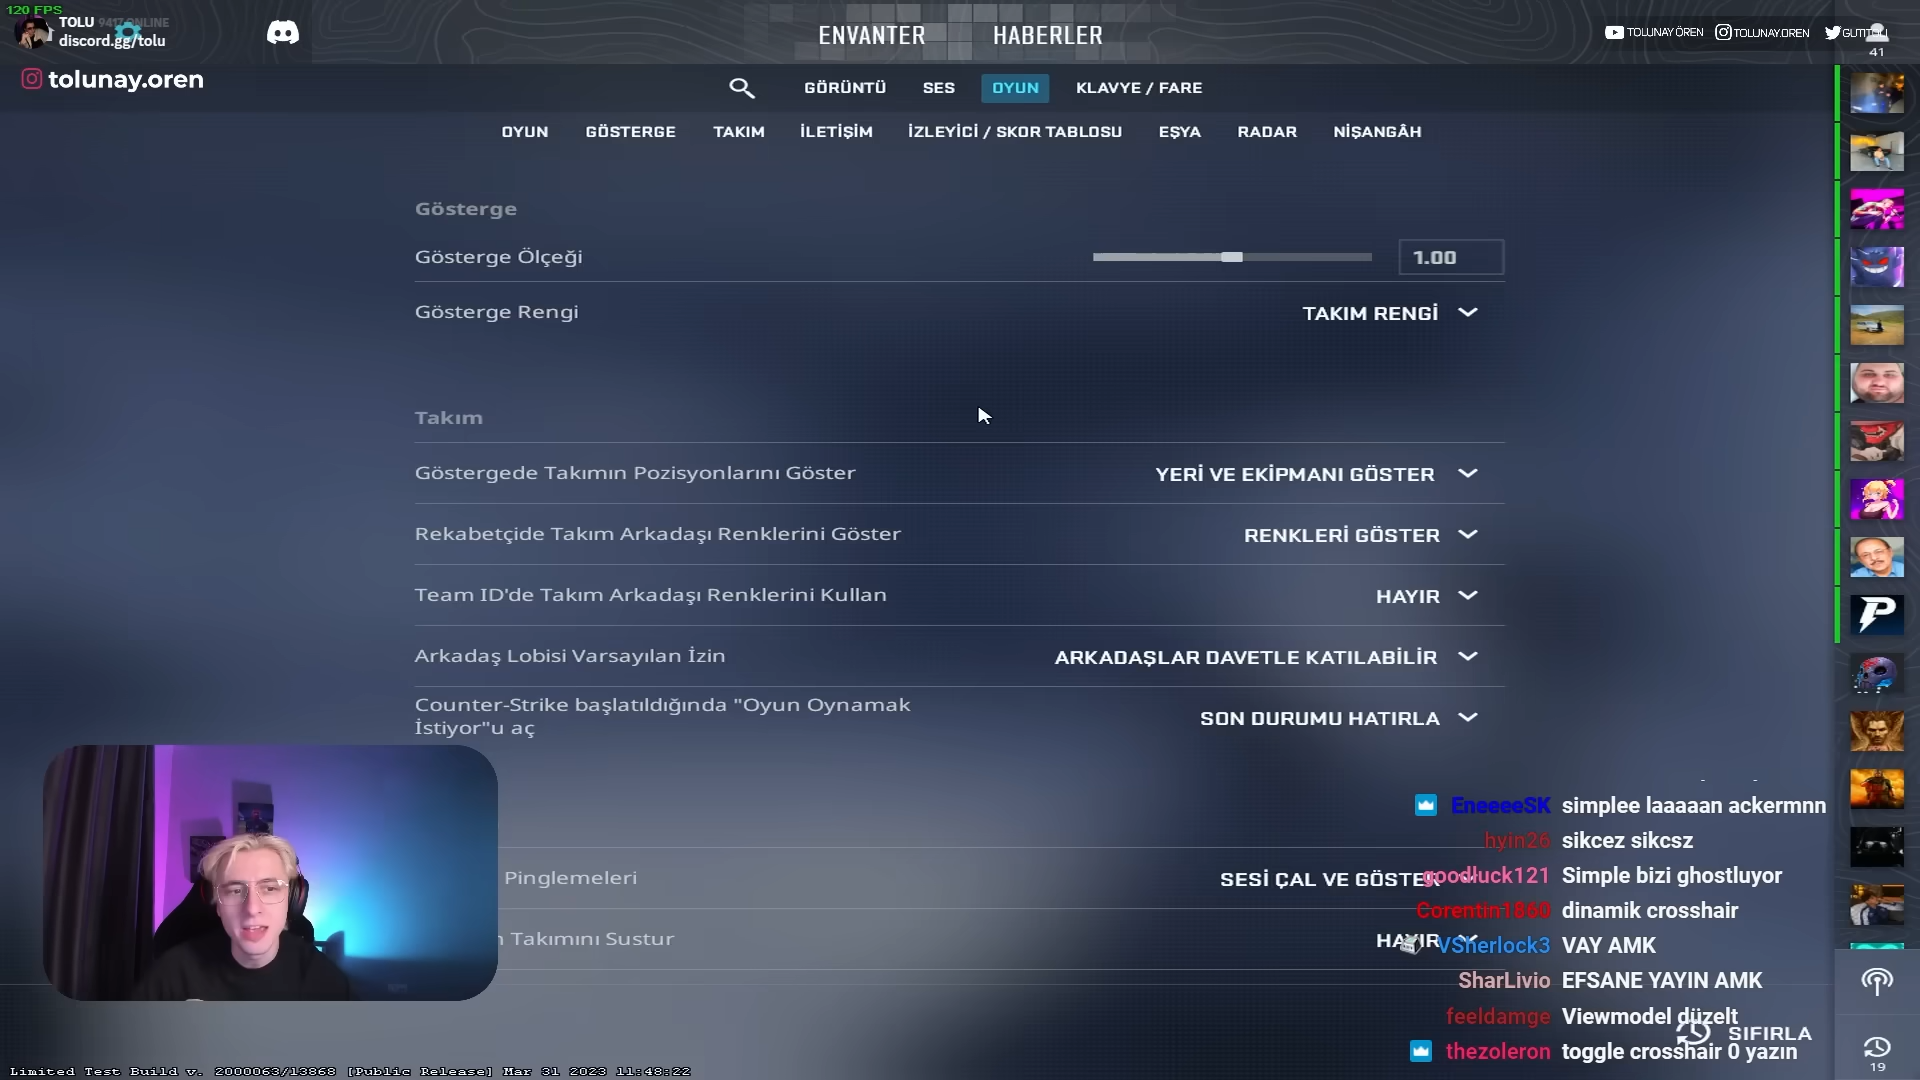 120 FPS
TOLU 9417 ONLINE
discord.gg/tolu
tolunay.oren
ENVANTER
HABERLER
TOLUNAY ÖREN
TOLUNAY.OREN
41
GÖRÜNTÜ
SES
OYUN
KLAVYE / FARE
OYUN
GÖSTERGE
TAKIM
İLETİŞİM
İZLEYİCİ / SKOR TABLOSU
EŞYA
RADAR
NİŞANGÂH
Gösterge
Gösterge Ölçeği
1.00
Gösterge Rengi
TAKIM RENGİ
Takım
Göstergede Takımın Pozisyonlarını Göster
YERİ VE EKİPMANI GÖSTER
Rekabetçide Takım Arkadaşı Renklerini Göster
RENKLERİ GÖSTER
Team ID'de Takım Arkadaşı Renklerini Kullan
HAYIR
Arkadaş Lobisi Varsayılan İzin
ARKADAŞLAR DAVETLE KATILABİLİR
Counter-Strike başlatıldığında "Oyun Oynamak
İstiyor"u aç
SON DURUMU HATIRLA
Pinglemeleri
SESİ ÇAL VE GÖSTER
Takımını Sustur
HAYIR
EneeeeSK simplee laaaaan ackermnn
hyin26 sikcez sikcsz
goodluck121 Simple bizi ghostluyor
Corentin1860 dinamik crosshair
VSherlock3 VAY AMK
SharLivio EFSANE YAYIN AMK
feeldamge Viewmodel düzelt
SIFIRLA
thezoleron toggle crosshair 0 yazın
19
Limited Test Build v. 2000063/13868 [Public Release] Mar 31 2023 11:48:22